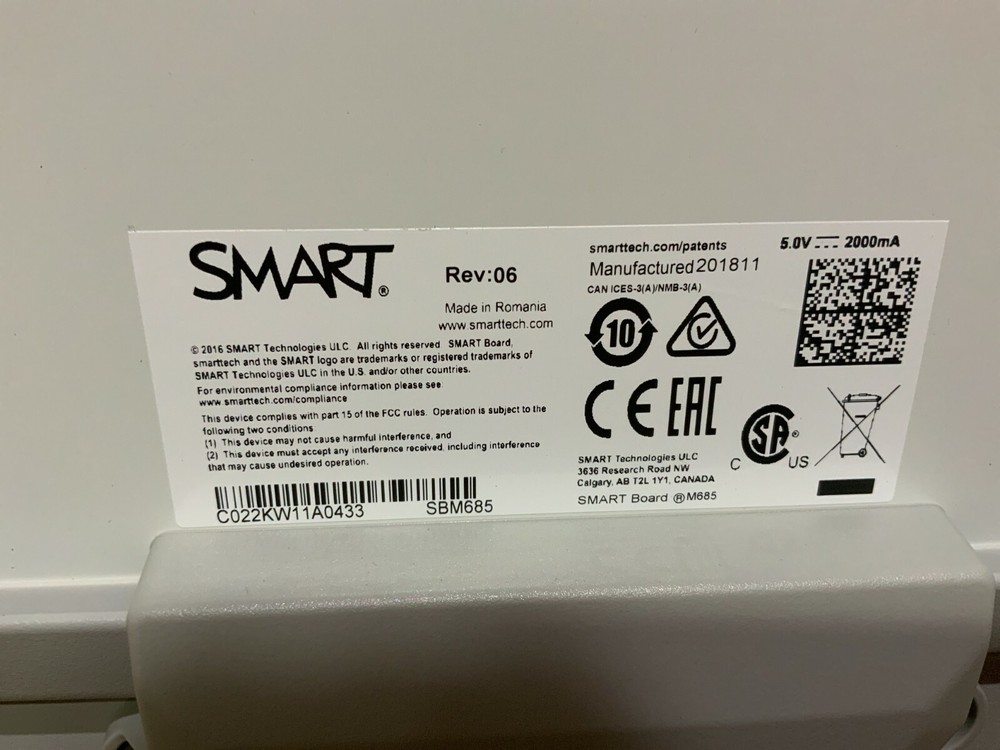 SMART®
Rev:06
Made in Romania
www smarttech.com
© 2016 SMART Technologies ULC. All rights reserved SMART Board,
smarttech and the SMART logo are trademarks or registered trademarks of
SMART Technologies ULC in the U.S. and/or other countries.
For environmental compliance information please see:
www.smarttech.com/compliance
This device complies with part 15 of the FCC rules. Operation is subject to the
following two conditions
(1) This device may not cause harmful interference, and
(2) This device must accept any interference received, including interference
that may cause undesired operation.
C022KW11A0433 SBM685
smarttech.com/patents
Manufactured 201811
CAN ICES-3(A)/NMB-3(A)
10
CE EAC
SMART Technologies ULC
3636 Research Road NW
Calgary, AB T2L 1Y1, CANADA
SMART Board ®M685
5.0V 2000mA
SA®
C US